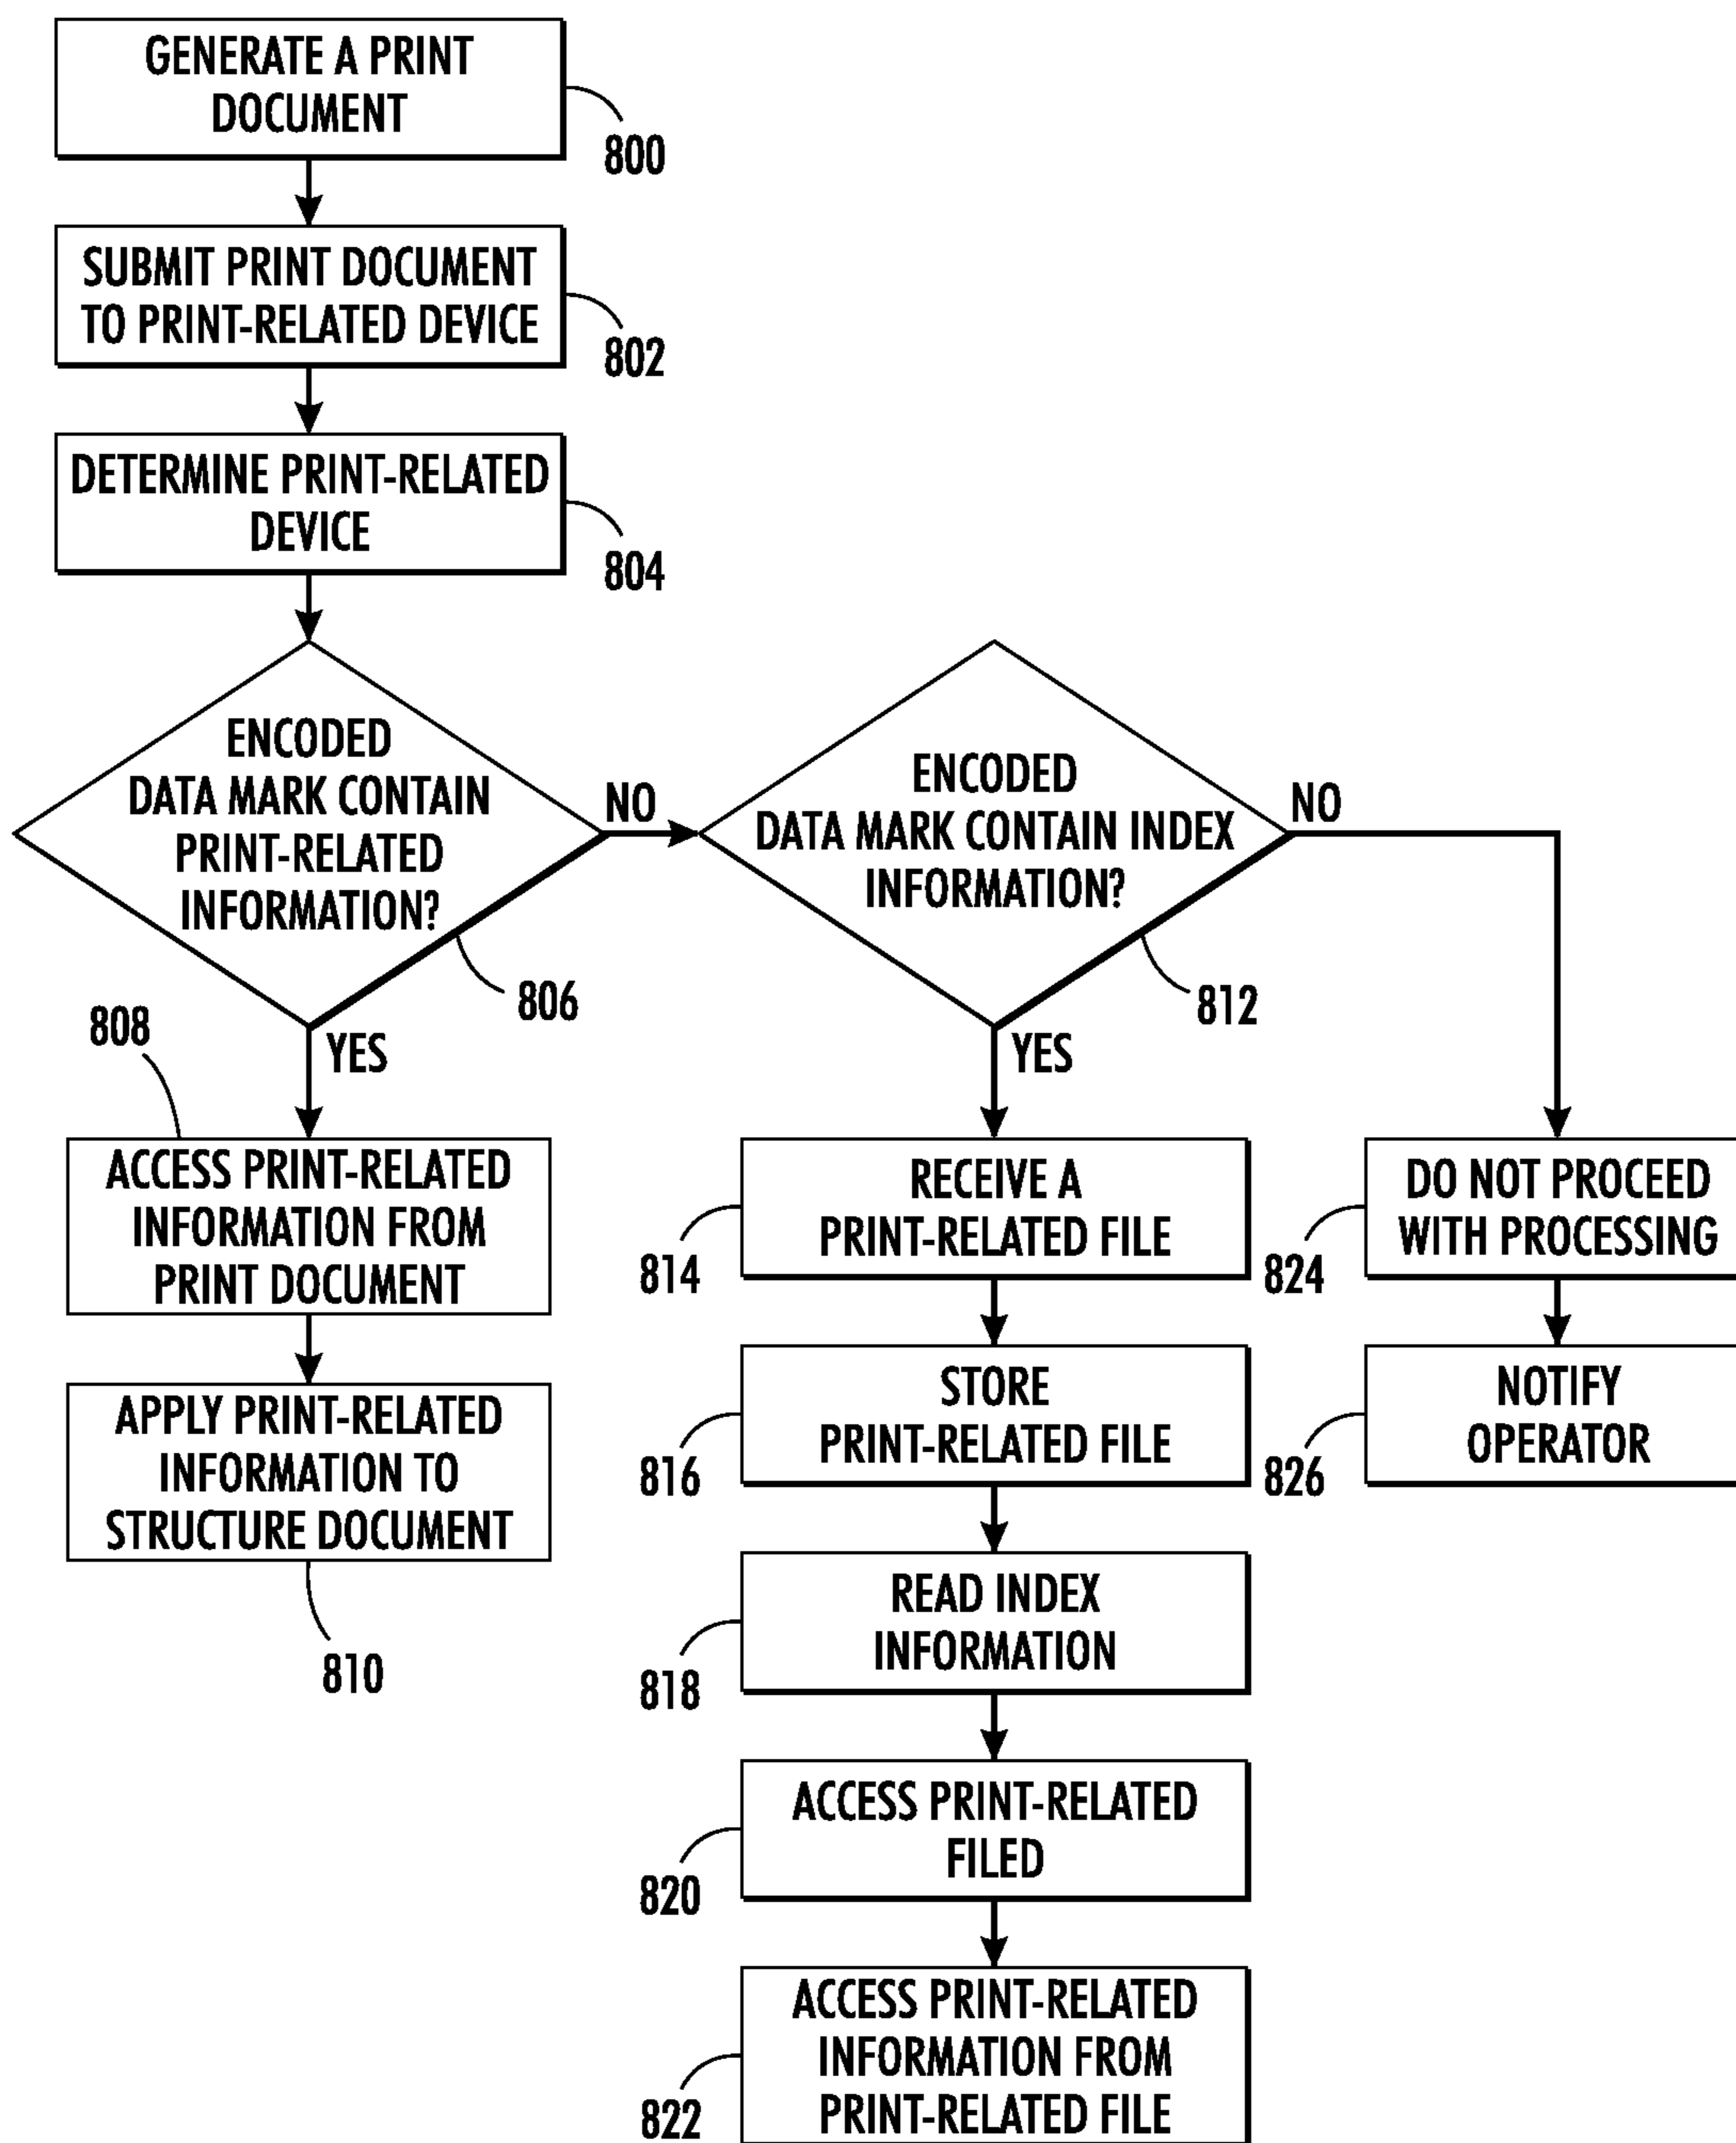 GENERATE A PRINT
DOCUMENT
800
SUBMIT PRINT DOCUMENT
TO PRINT-RELATED DEVICE
802
DETERMINE PRINT-RELATED
DEVICE
804
ENCODED
DATA MARK CONTAIN
PRINT-RELATED
INFORMATION?
806
NO
YES
808
ACCESS PRINT-RELATED
INFORMATION FROM
PRINT DOCUMENT
APPLY PRINT-RELATED
INFORMATION TO
STRUCTURE DOCUMENT
810
ENCODED
DATA MARK CONTAIN INDEX
INFORMATION?
812
NO
YES
RECEIVE A
PRINT-RELATED FILE
814
STORE
PRINT-RELATED FILE
816
READ INDEX
INFORMATION
818
ACCESS PRINT-RELATED
FILED
820
ACCESS PRINT-RELATED
INFORMATION FROM
PRINT-RELATED FILE
822
DO NOT PROCEED
WITH PROCESSING
824
NOTIFY
OPERATOR
826